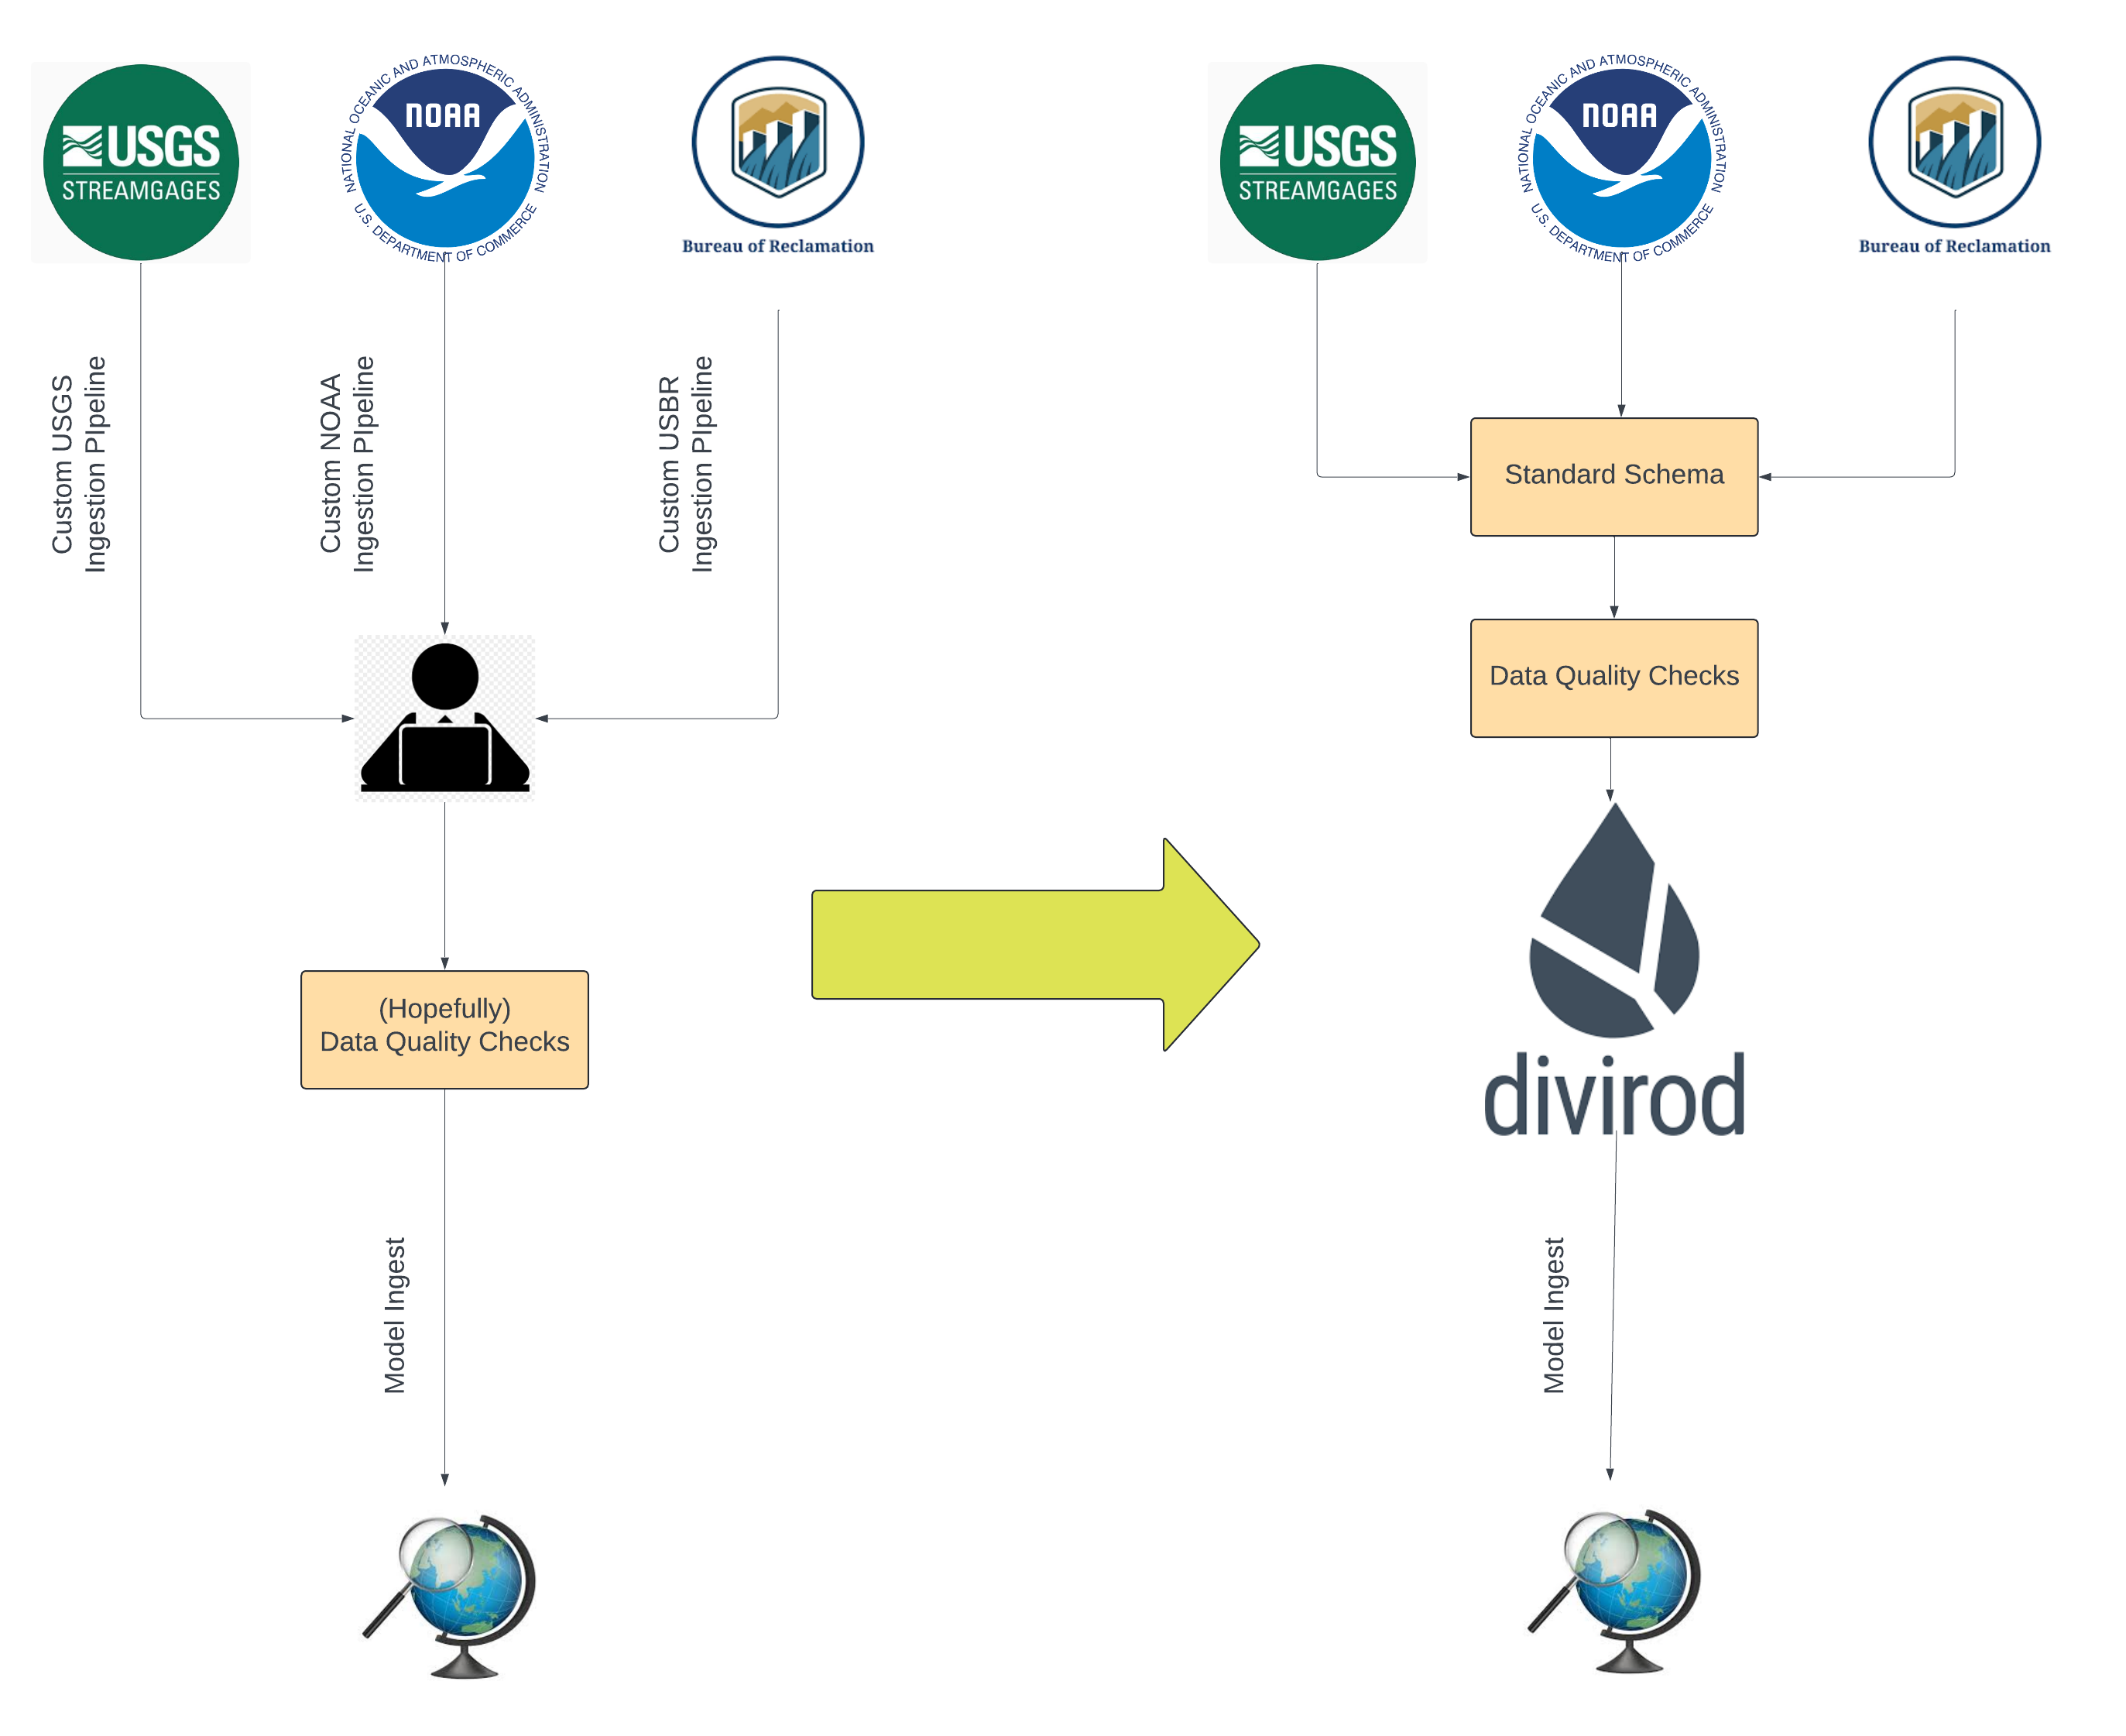 USGS
STREAMGAGES
NATIONAL OCEANIC AND ATMOSPHERIC ADMINISTRATION
NOAA
U.S. DEPARTMENT OF COMMERCE
Bureau of Reclamation
Custom USGS
Ingestion PIpeline
Custom NOAA
Ingestion PIpeline
Custom USBR
Ingestion PIpeline
(Hopefully)
Data Quality Checks
Model Ingest
USGS
STREAMGAGES
NATIONAL OCEANIC AND ATMOSPHERIC ADMINISTRATION
NOAA
U.S. DEPARTMENT OF COMMERCE
Bureau of Reclamation
Standard Schema
Data Quality Checks
divirod
Model Ingest